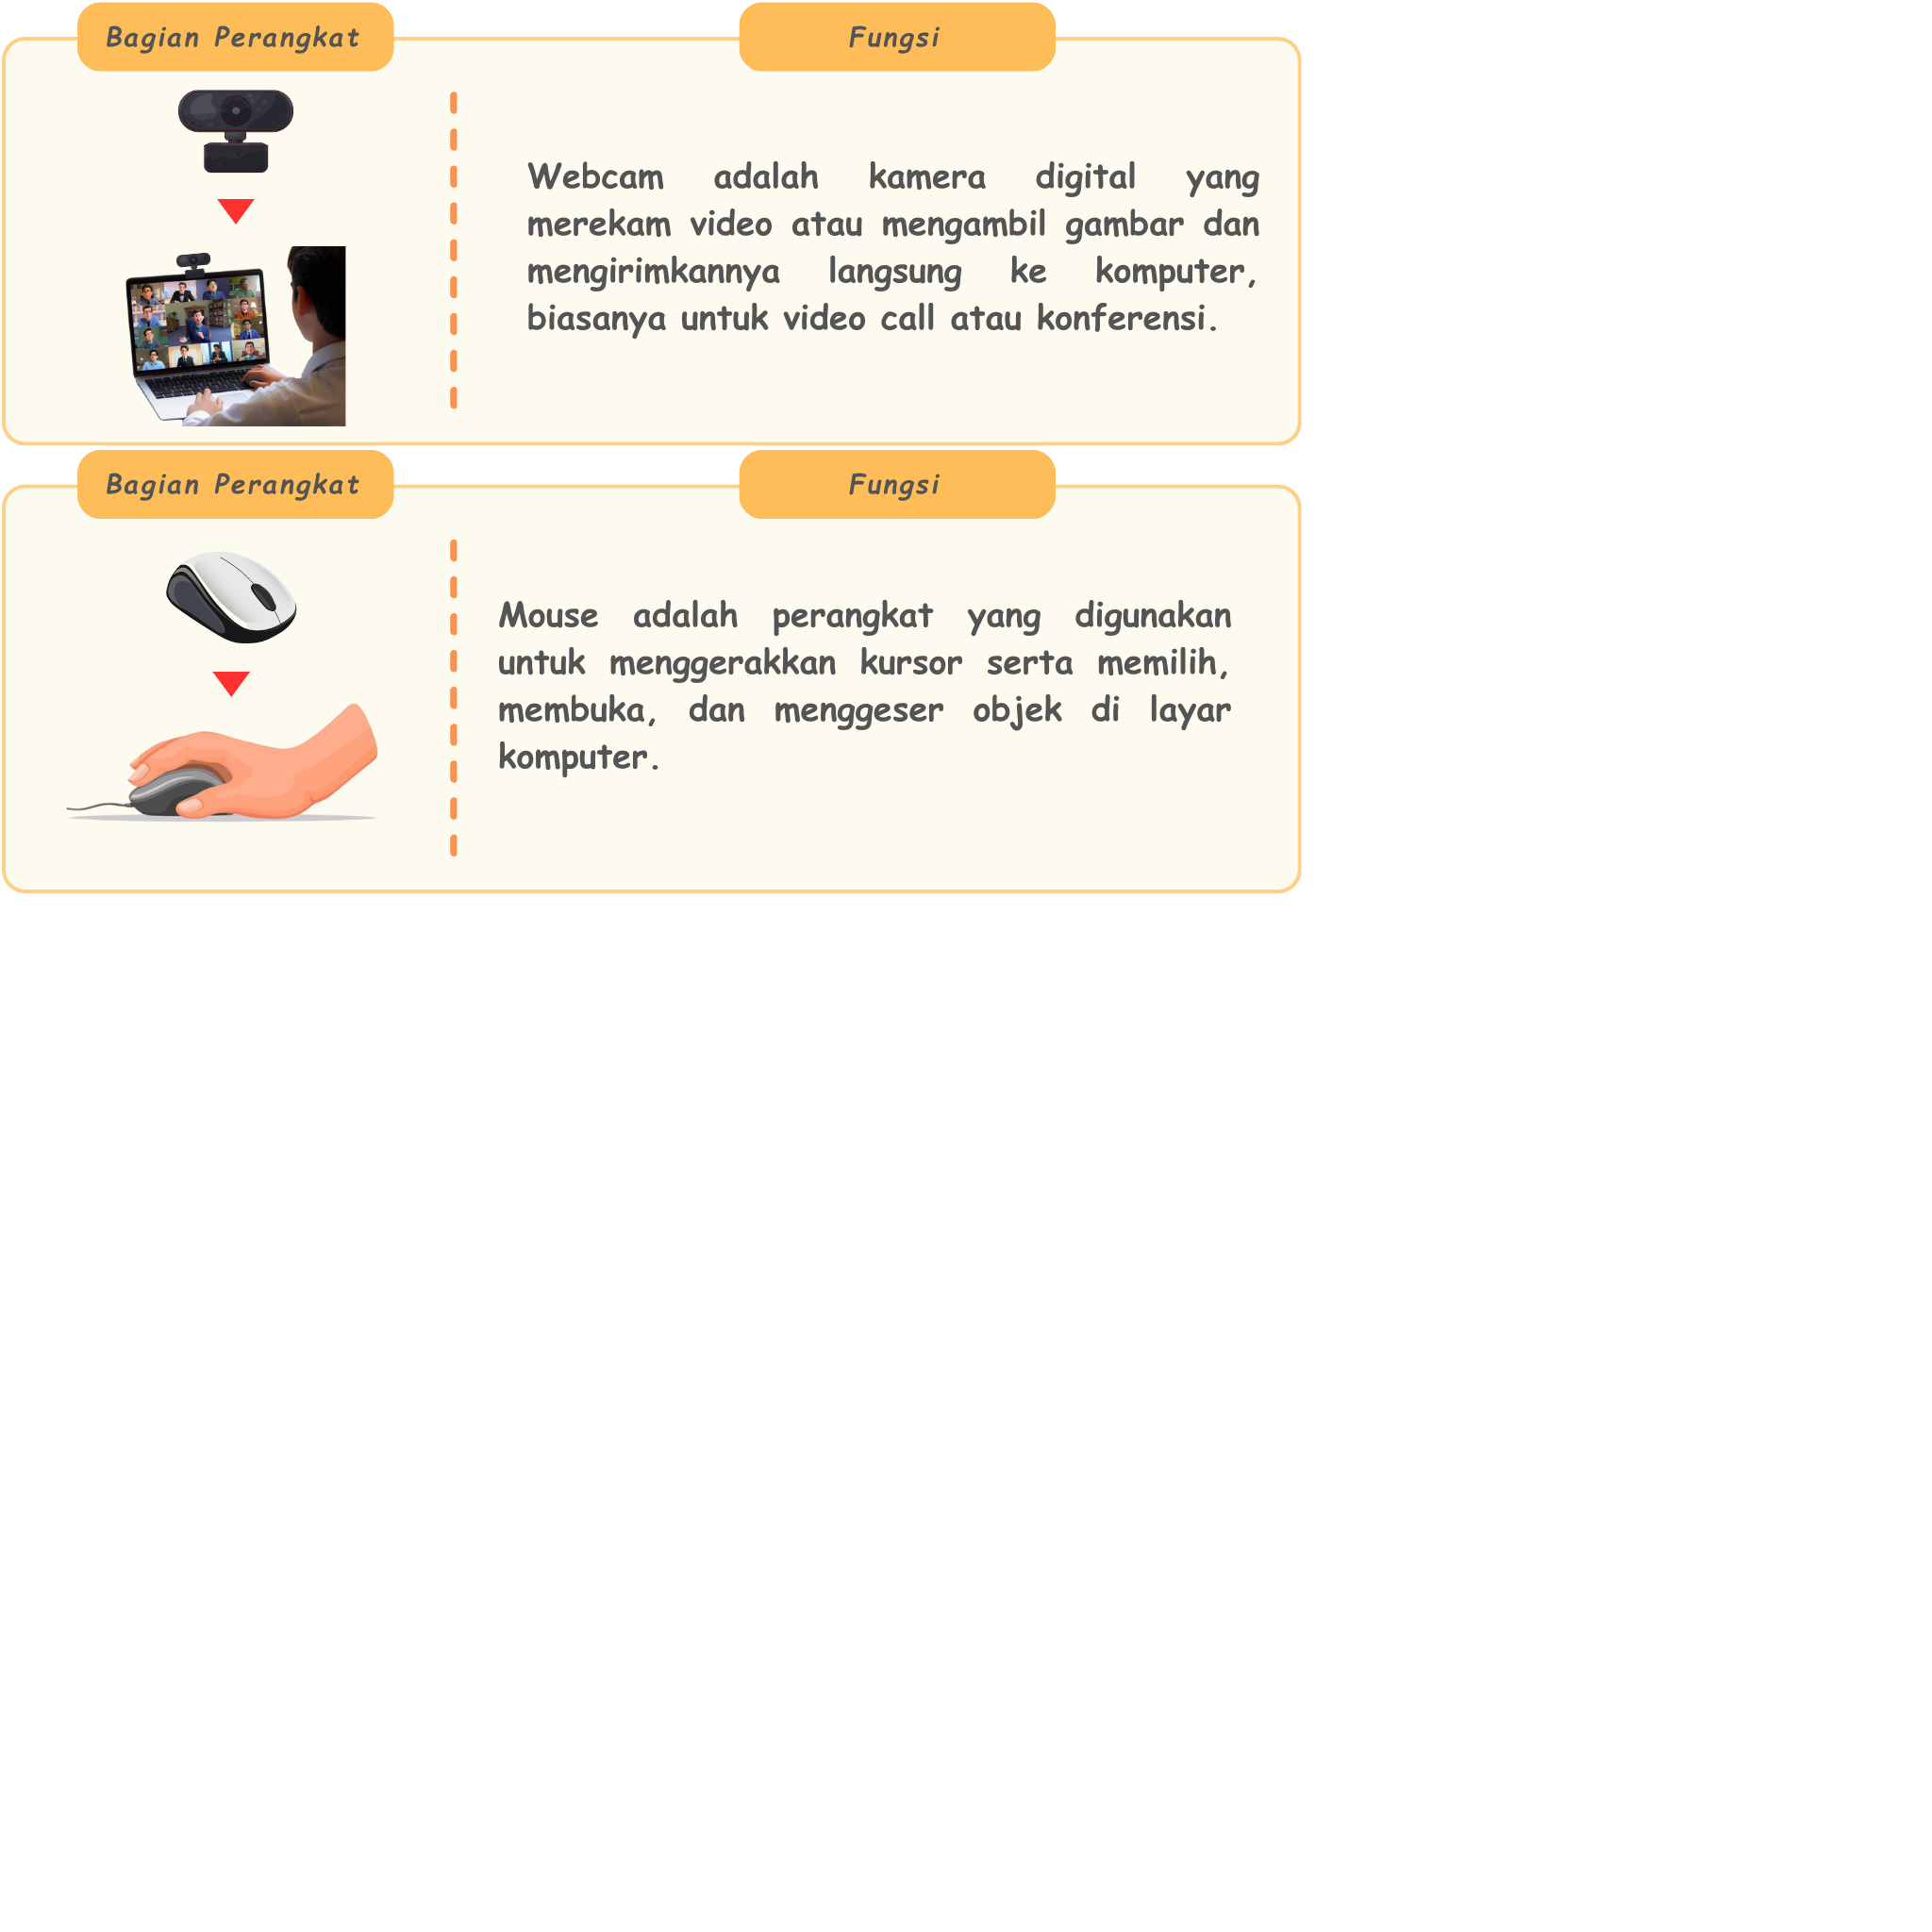 Bagian Perangkat
Fungsi
Webcam adalah kamera digital yang
merekam video atau mengambil gambar dan
mengirimkannya langsung ke komputer,
biasanya untuk video call atau konferensi.
Bagian Perangkat
Fungsi
Mouse adalah perangkat yang digunakan
untuk menggerakkan kursor serta memilih,
membuka, dan menggeser objek di layar
komputer.